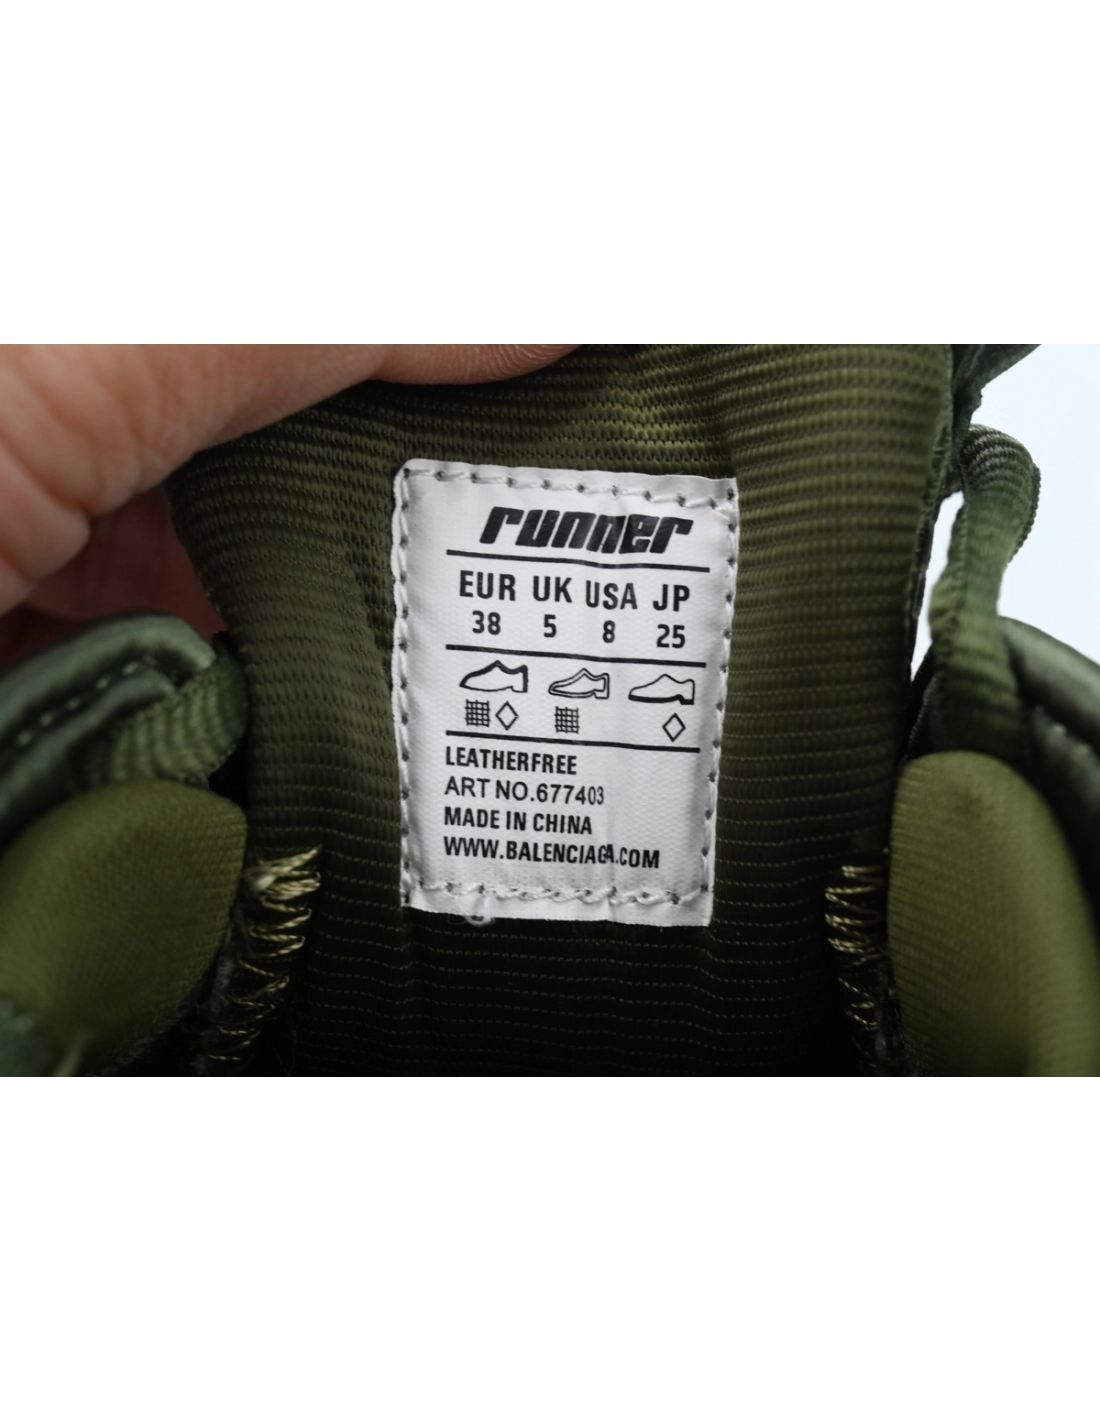 runner
EUR UK USA JP
38 5 8 25
LEATHERFREE
ART NO.677403
MADE IN CHINA
WWW.BALENCIAGA.COM